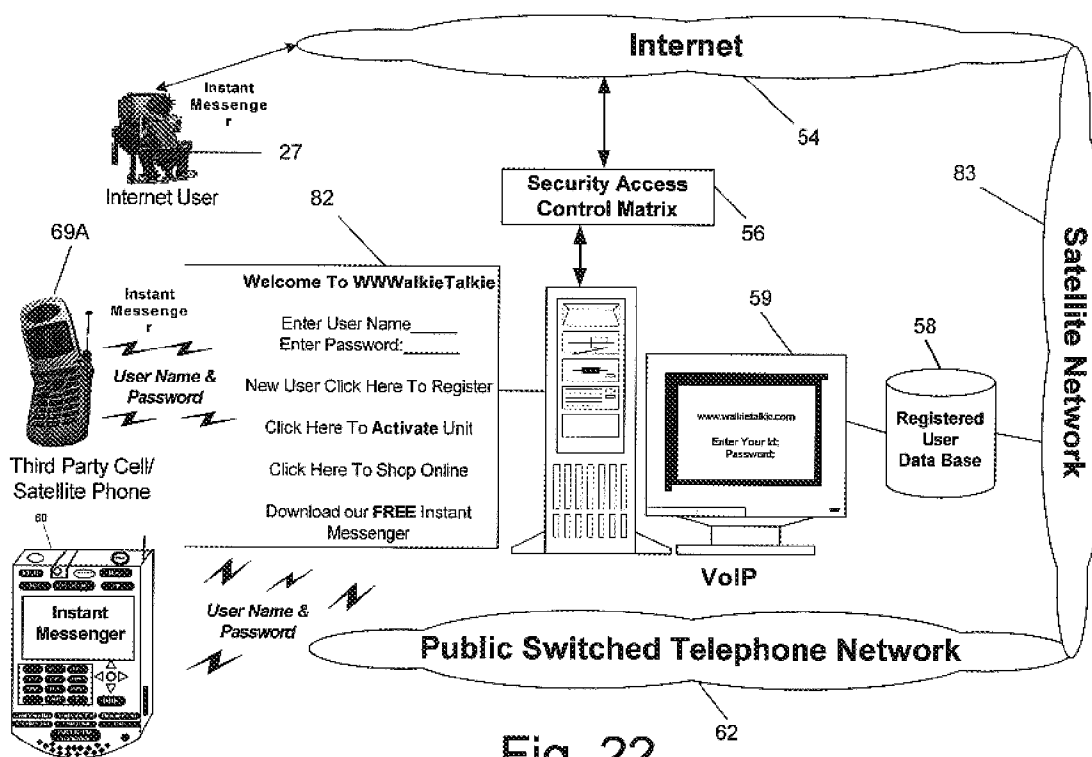 Internet
Instant
Messenge
r
27
54
Internet User
82
Security Access
Control Matrix
56
83
Satellite Network
69A
Instant
Messenge
r
User Name &
Password
Third Party Cell/
Satellite Phone
Welcome To WWWalkieTalkie
Enter User Name_____
Enter Password:_____
New User Click Here To Register
Click Here To Activate Unit
Click Here To Shop Online
Download our FREE Instant
Messenger
59
www.walkietalkie.com
Enter Your Id:
Password:
58
Registered
User
Data Base
VoIP
60
Instant
Messenger
User Name &
Password
Public Switched Telephone Network
62
Fig. 22